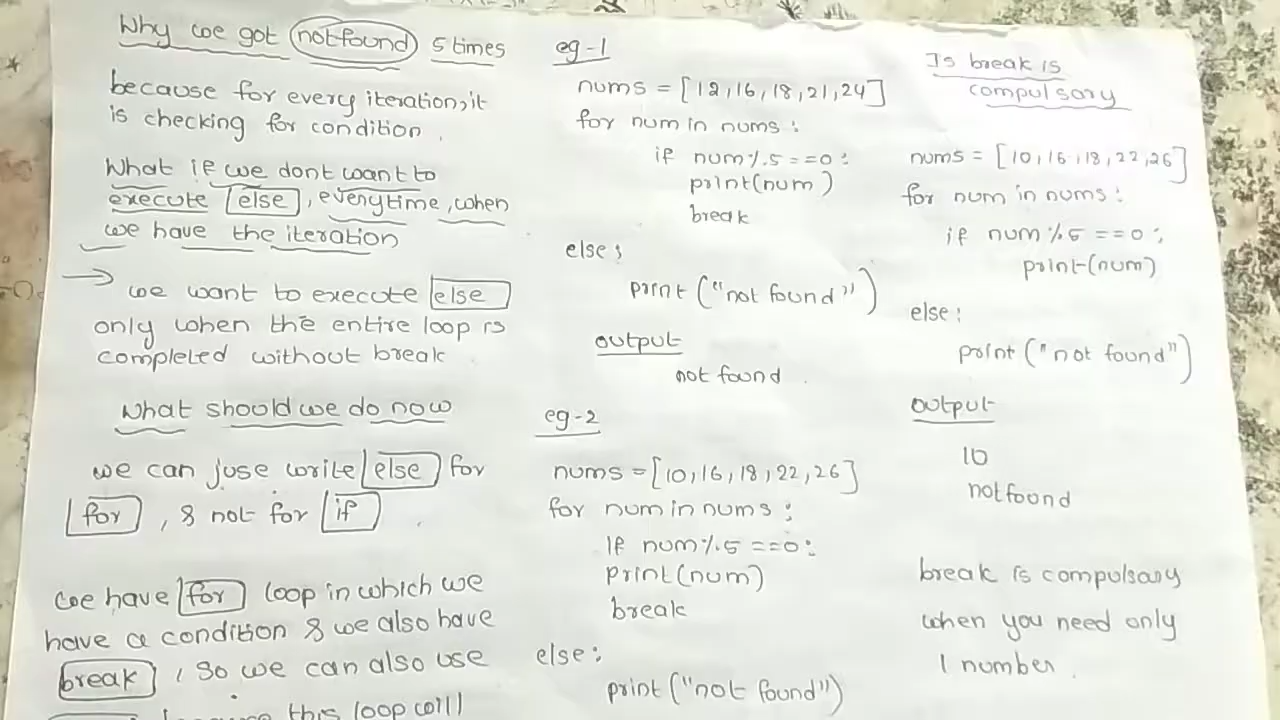 Why we got notfound 5 times
because for every iteration, it
is checking for condition.
What if we dont want to
execute else, everytime, when
we have the iteration
→ we want to execute else
only when the entire loop is
completed without break
What should we do now
we can juse write else for
for, & not for if
we have for loop in which we
have a condition & we also have
break, so we can also use
this loop will
eg-1
nums = [12,16,18,21,24]
for num in nums:
if num%5==0:
print(num)
break
else:
print("not found")
output
not found
eg-2
nums = [10,16,18,22,26]
for num in nums:
If num%5==0:
print(num)
break
else:
print("not found")
Is break is
compulsary
nums = [10,16,18,22,26]
for num in nums:
if num%5==0:
print(num)
else:
print("not found")
output
10
notfound
break is compulsary
when you need only
1 number.